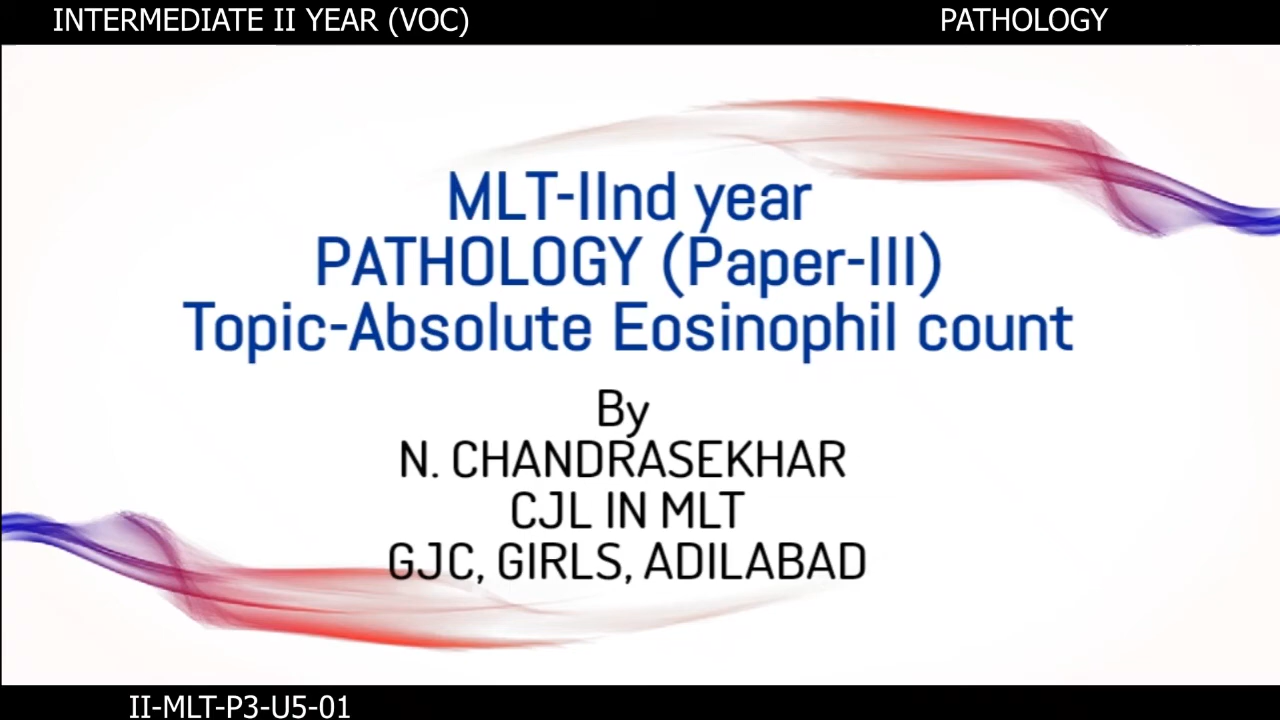 INTERMEDIATE II YEAR (VOC)
PATHOLOGY
MLT-IInd year
PATHOLOGY (Paper-III)
Topic-Absolute Eosinophil count
By
N. CHANDRASEKHAR
CJL IN MLT
GJC, GIRLS, ADILABAD
II-MLT-P3-U5-01